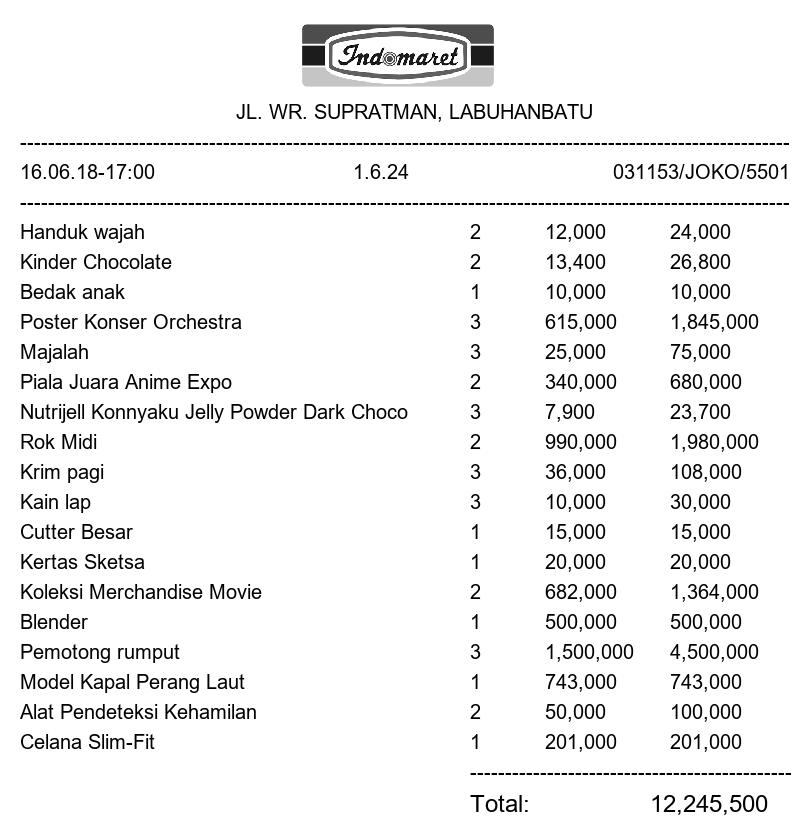 Indomaret
JL. WR. SUPRATMAN, LABUHANBATU
16.06.18-17:00 1.6.24 031153/JOKO/5501
Handuk wajah 2 12,000 24,000
Kinder Chocolate 2 13,400 26,800
Bedak anak 1 10,000 10,000
Poster Konser Orchestra 3 615,000 1,845,000
Majalah 3 25,000 75,000
Piala Juara Anime Expo 2 340,000 680,000
Nutrijell Konnyaku Jelly Powder Dark Choco 3 7,900 23,700
Rok Midi 2 990,000 1,980,000
Krim pagi 3 36,000 108,000
Kain lap 3 10,000 30,000
Cutter Besar 1 15,000 15,000
Kertas Sketsa 1 20,000 20,000
Koleksi Merchandise Movie 2 682,000 1,364,000
Blender 1 500,000 500,000
Pemotong rumput 3 1,500,000 4,500,000
Model Kapal Perang Laut 1 743,000 743,000
Alat Pendeteksi Kehamilan 2 50,000 100,000
Celana Slim-Fit 1 201,000 201,000
Total: 12,245,500